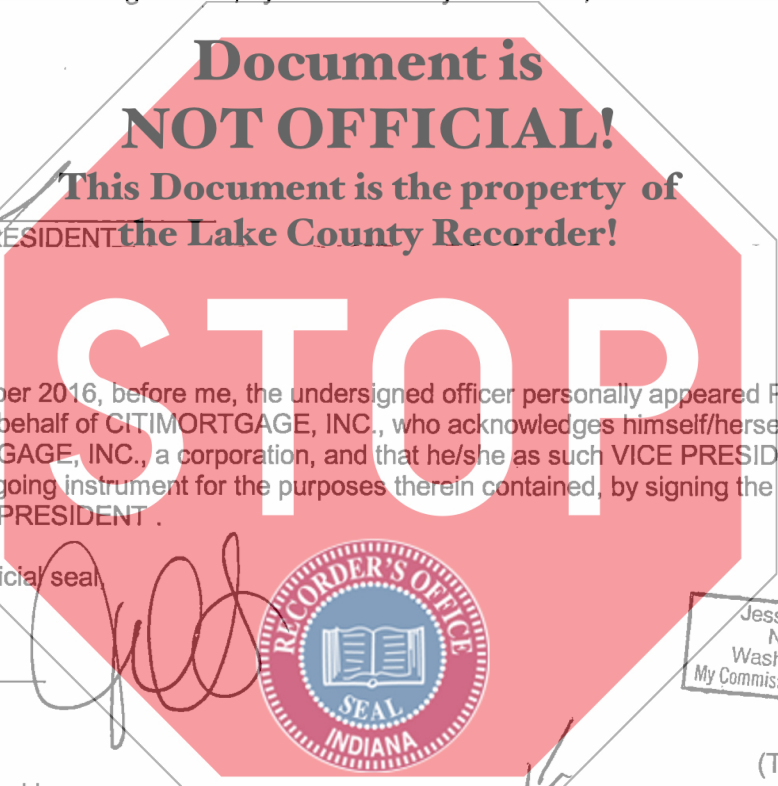 Document is
NOT OFFICIAL!
This Document is the property of
the Lake County Recorder!
RESIDENT
STOP
ber 2016, before me, the undersigned officer personally appeared
behalf of CITIMORTGAGE, INC., who acknowledges himself/herse
GAGE, INC., a corporation, and that he/she as such VICE PRESID
going instrument for the purposes therein contained, by signing the
PRESIDENT .
icial seal,
RECORDER'S OFFICE
SEAL
INDIANA
Jess
N
Wash
My Commiss
(T